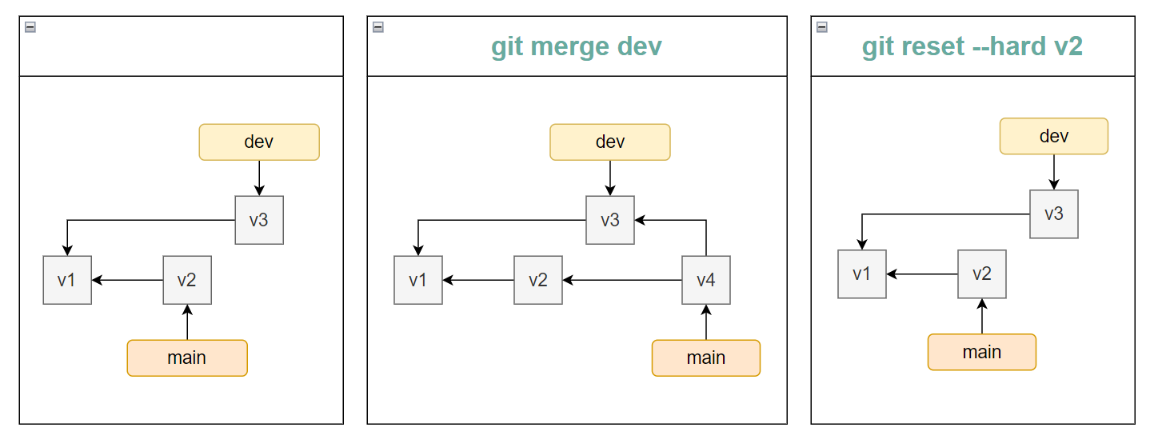 git merge dev
git reset --hard v2
dev
v3
v1
v2
main
dev
v3
v1
v2
v4
main
dev
v3
v1
v2
main